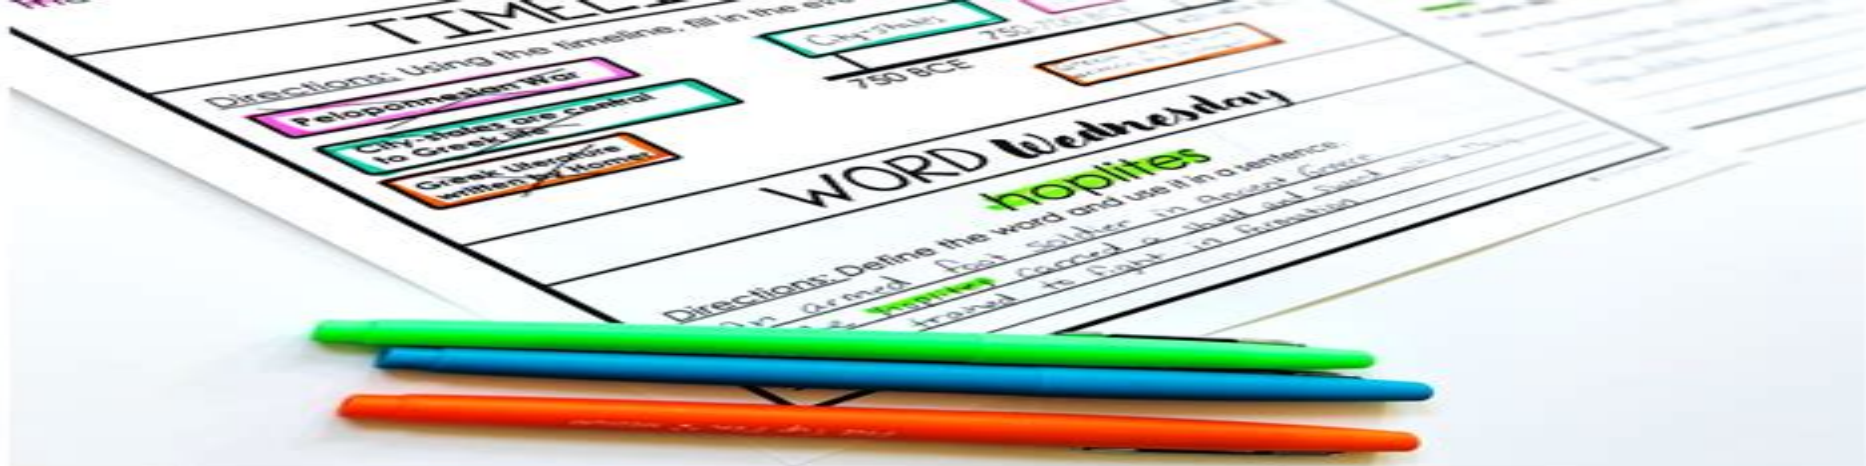 TIMELI
Directions: Using the timeline, fill in the eve
Peloponnesian War
City-states are central
to Greek life
Greek Literature
written by Homer
City-states
750 BCE
WORD Wednesday
hoplites
Directions: Define the word and use it in a sentence.
An armed foot soldier in Ancient Greece
hoplites carried a shield and sword
trained to fight in formation